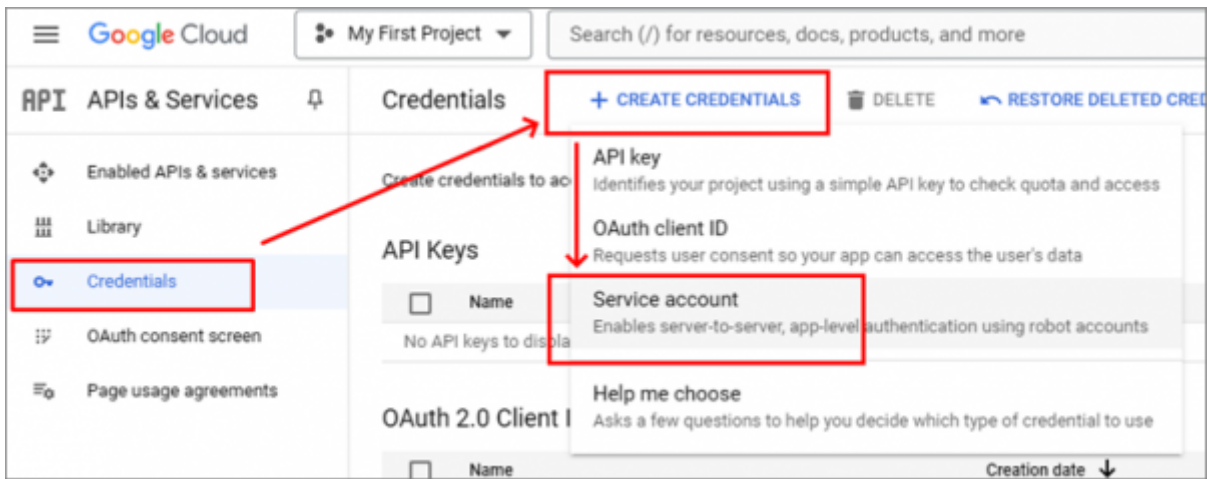 Google Cloud
My First Project
Search (/) for resources, docs, products, and more
API APIs & Services
Credentials
+ CREATE CREDENTIALS
DELETE
RESTORE DELETED CRED
Enabled APIs & services
Library
Credentials
OAuth consent screen
Page usage agreements
Create credentials to ac
API Keys
Name
No API keys to displa
OAuth 2.0 Client I
Name
Creation date
API key
Identifies your project using a simple API key to check quota and access
OAuth client ID
Requests user consent so your app can access the user's data
Service account
Enables server-to-server, app-level authentication using robot accounts
Help me choose
Asks a few questions to help you decide which type of credential to use